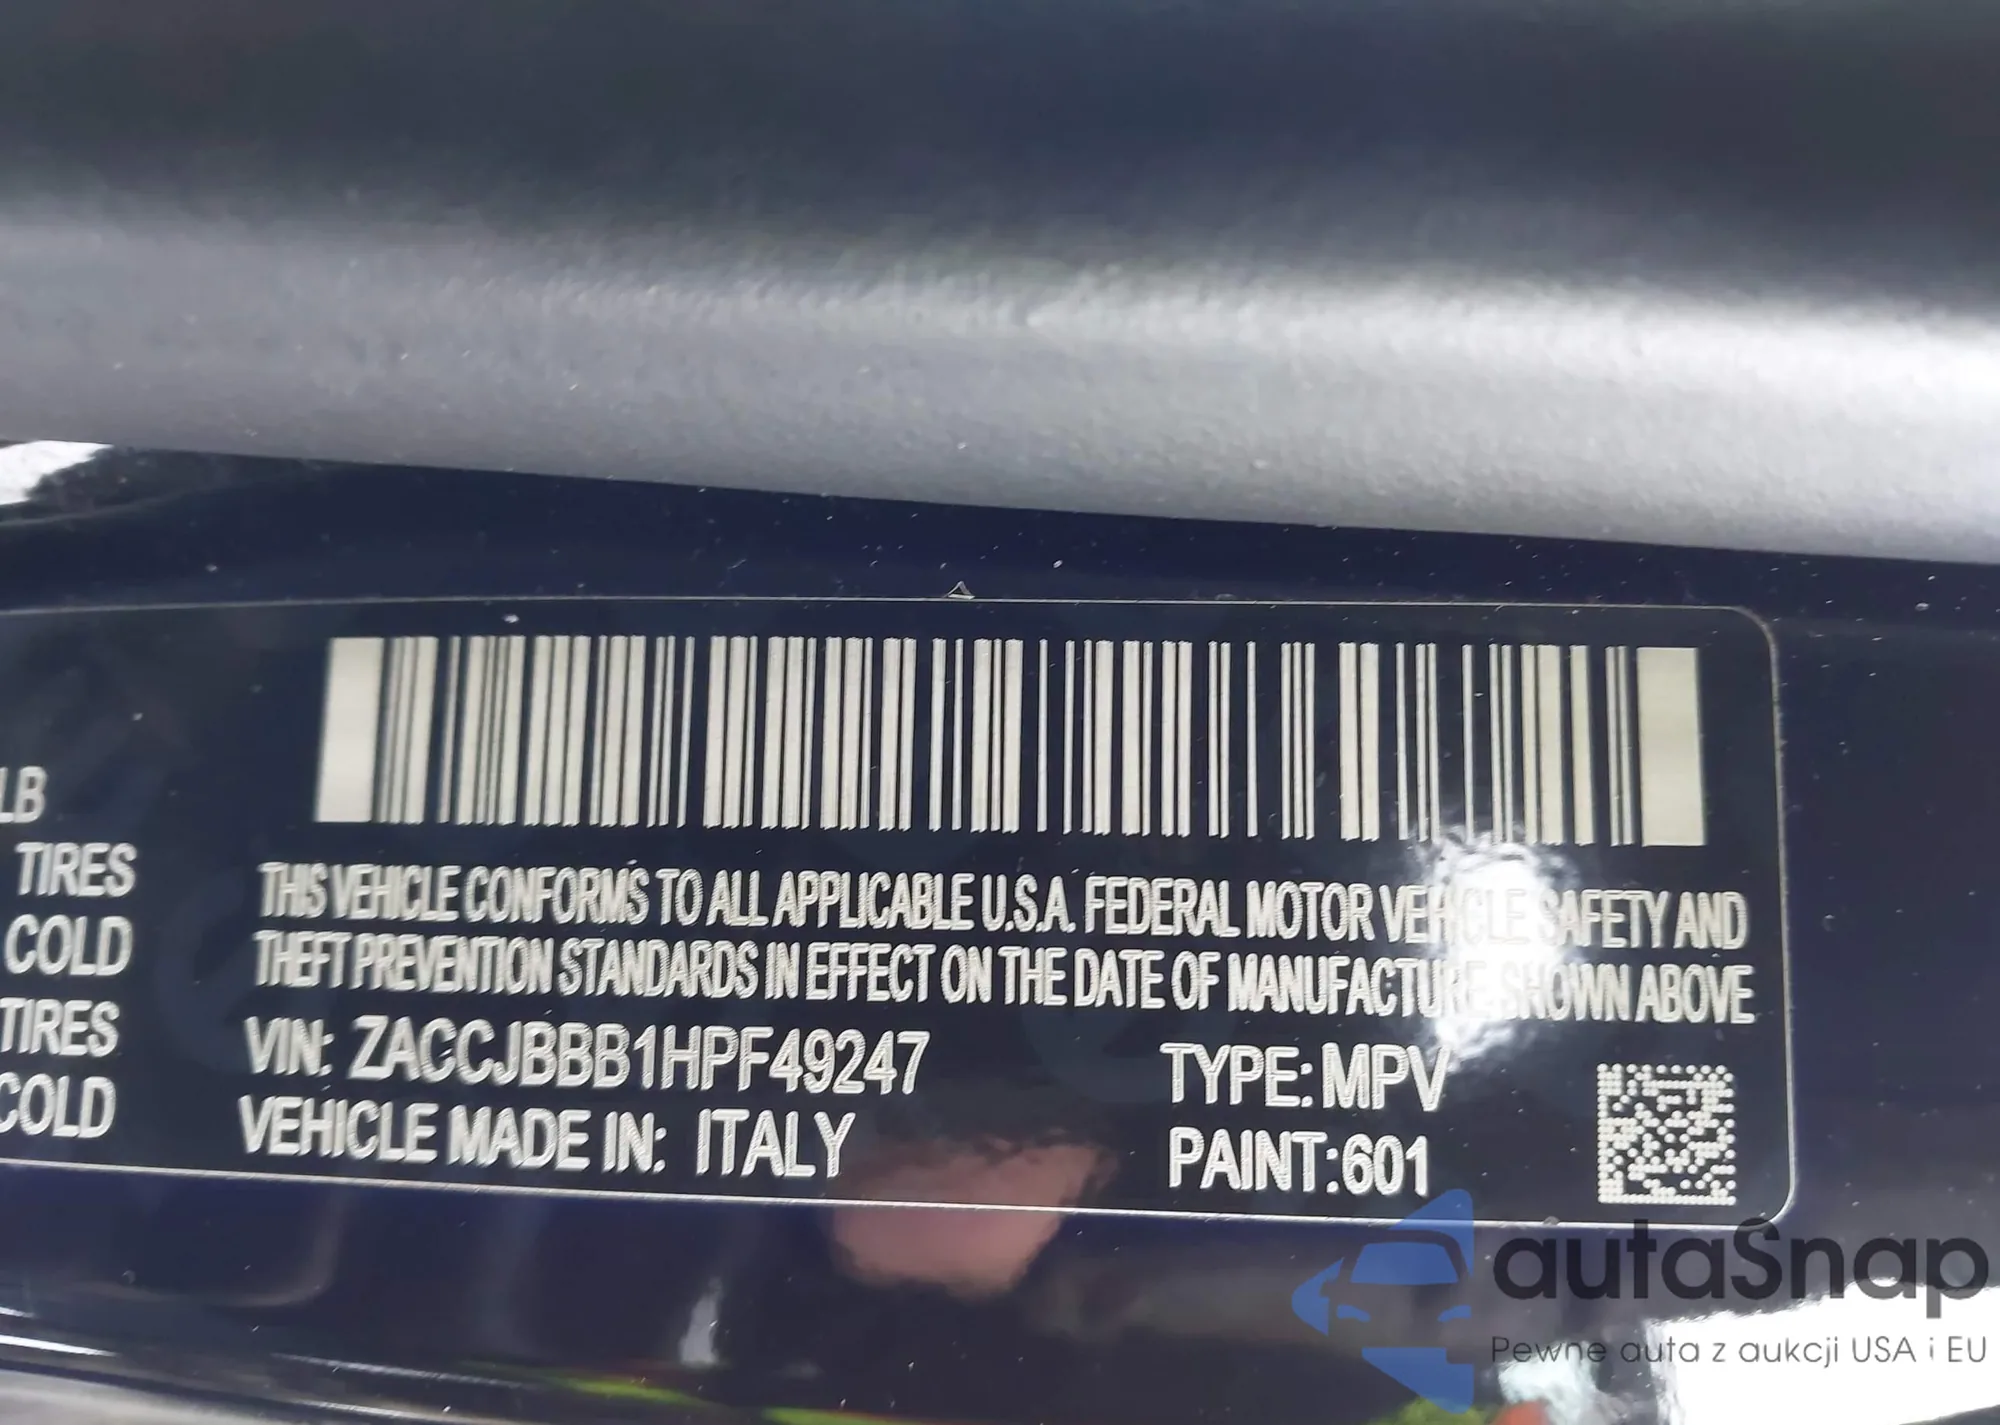 LB
TIRES
COLD
TIRES
COLD
THIS VEHICLE CONFORMS TO ALL APPLICABLE U.S.A. FEDERAL MOTOR VEHICLE SAFETY AND
THEFT PREVENTION STANDARDS IN EFFECT ON THE DATE OF MANUFACTURE SHOWN ABOVE
VIN: ZACCJBBB1HPF49247
TYPE: MPV
VEHICLE MADE IN: ITALY
PAINT:601
autaSnap
Pewne auta z aukcji USA i EU